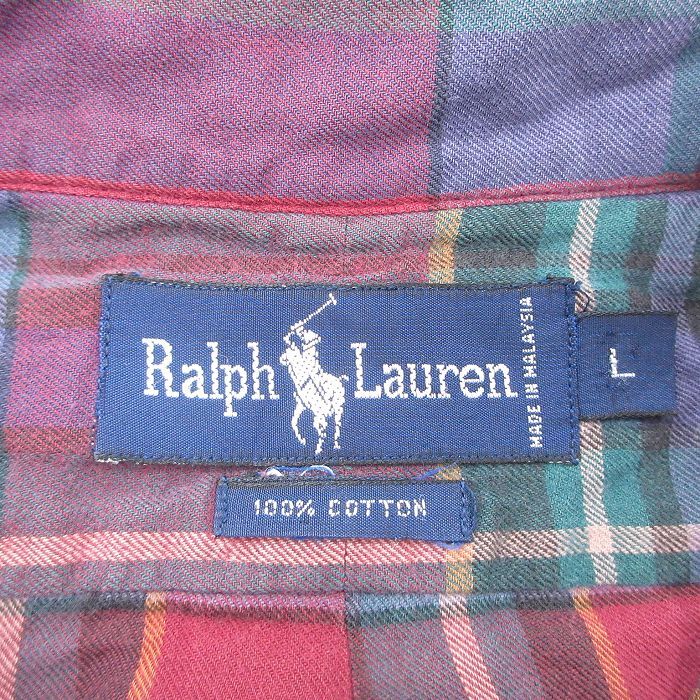 Ralph Lauren
MADE IN MALAYSIA
L
100% COTTON